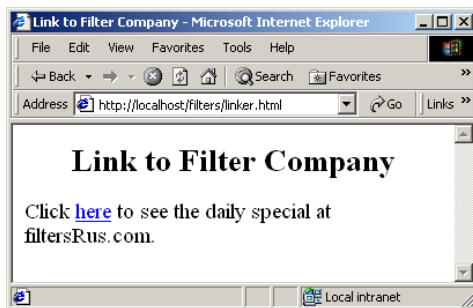 Link to Filter Company - Microsoft Internet Explorer
File Edit View Favorites Tools Help
Back Search Favorites »
Address http://localhost/filters/linker.html Go Links »
Link to Filter Company
Click here to see the daily special at
filtersRus.com.
Local intranet